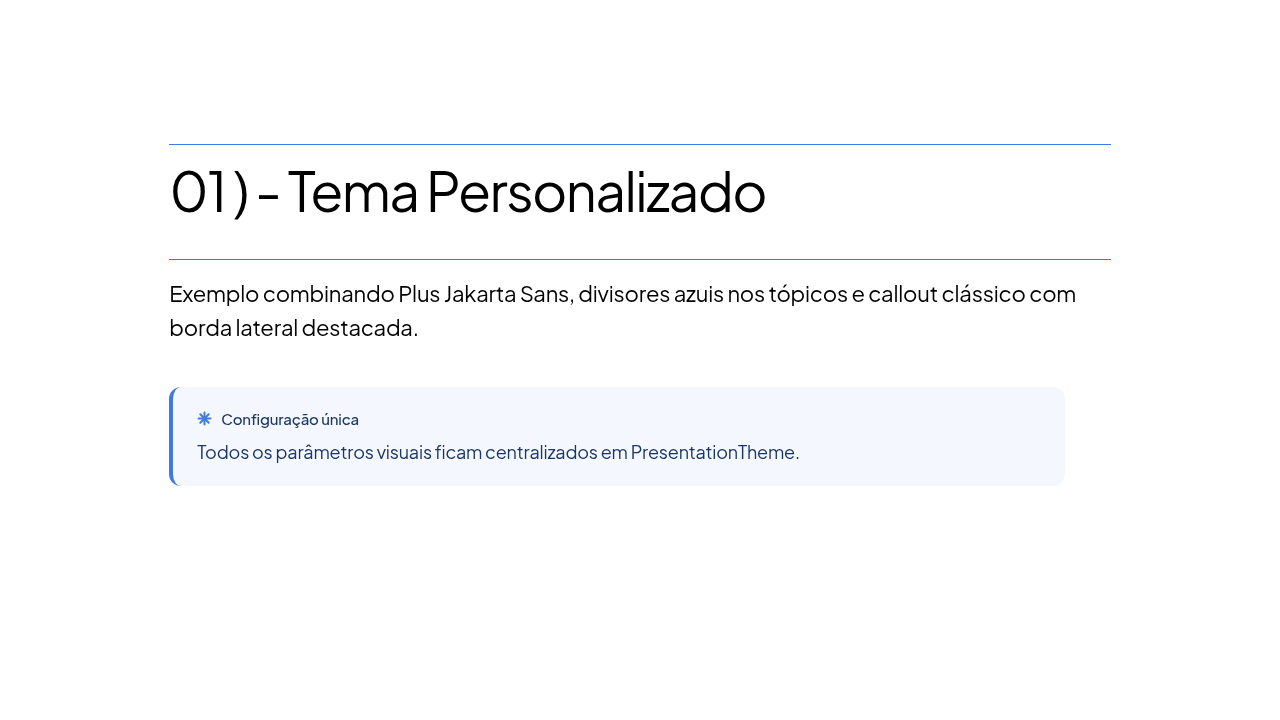 01 ) - Tema Personalizado
Exemplo combinando Plus Jakarta Sans, divisores azuis nos tópicos e callout clássico com
borda lateral destacada.
Configuração única
Todos os parâmetros visuais ficam centralizados em PresentationTheme.